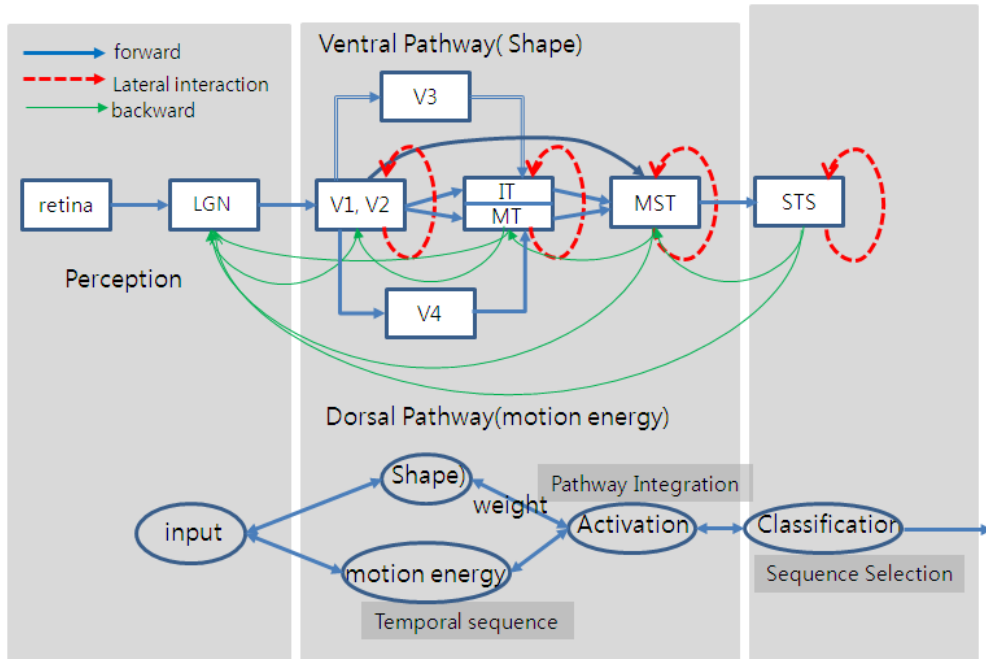 forward
Lateral interaction
backward
Ventral Pathway( Shape)
V3
retina
LGN
V1, V2
IT
MT
MST
STS
Perception
V4
Dorsal Pathway(motion energy)
Shape)
weight
Pathway Integration
input
Activation
Classification
motion energy
Sequence Selection
Temporal sequence